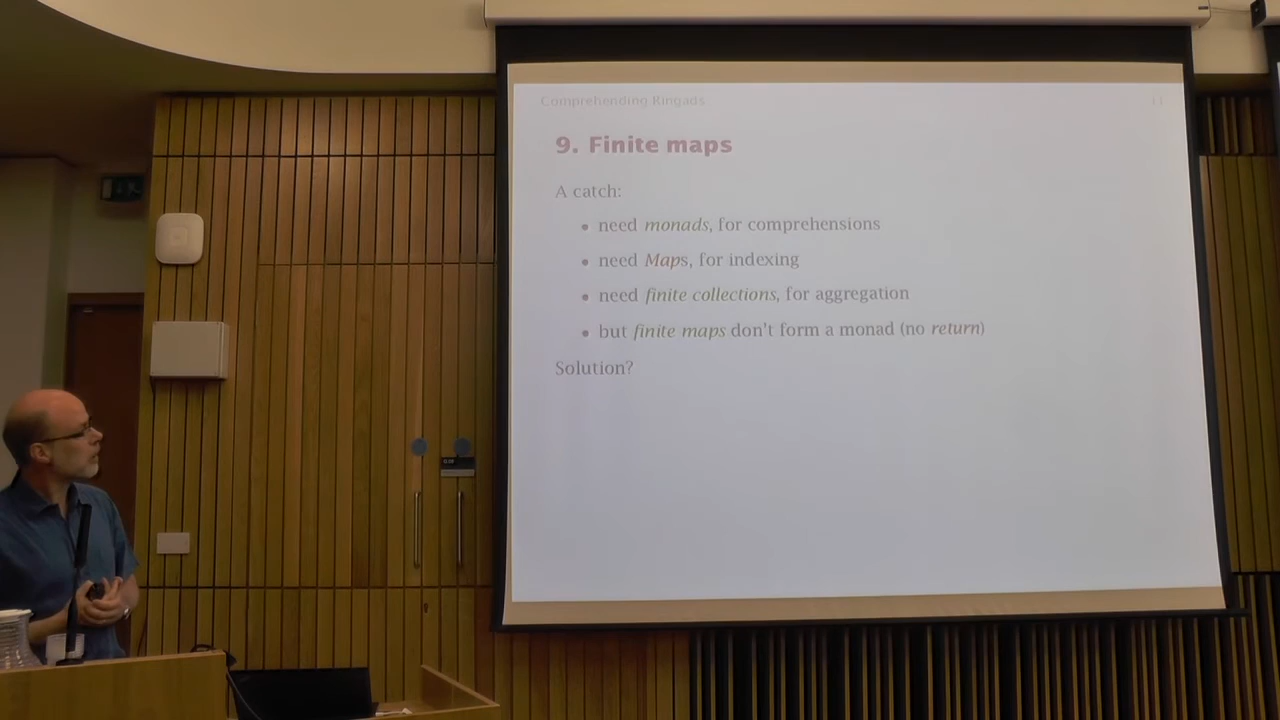 Comprehending Ringads
9. Finite maps
A catch:
• need monads, for comprehensions
• need Maps, for indexing
• need finite collections, for aggregation
• but finite maps don't form a monad (no return)
Solution?